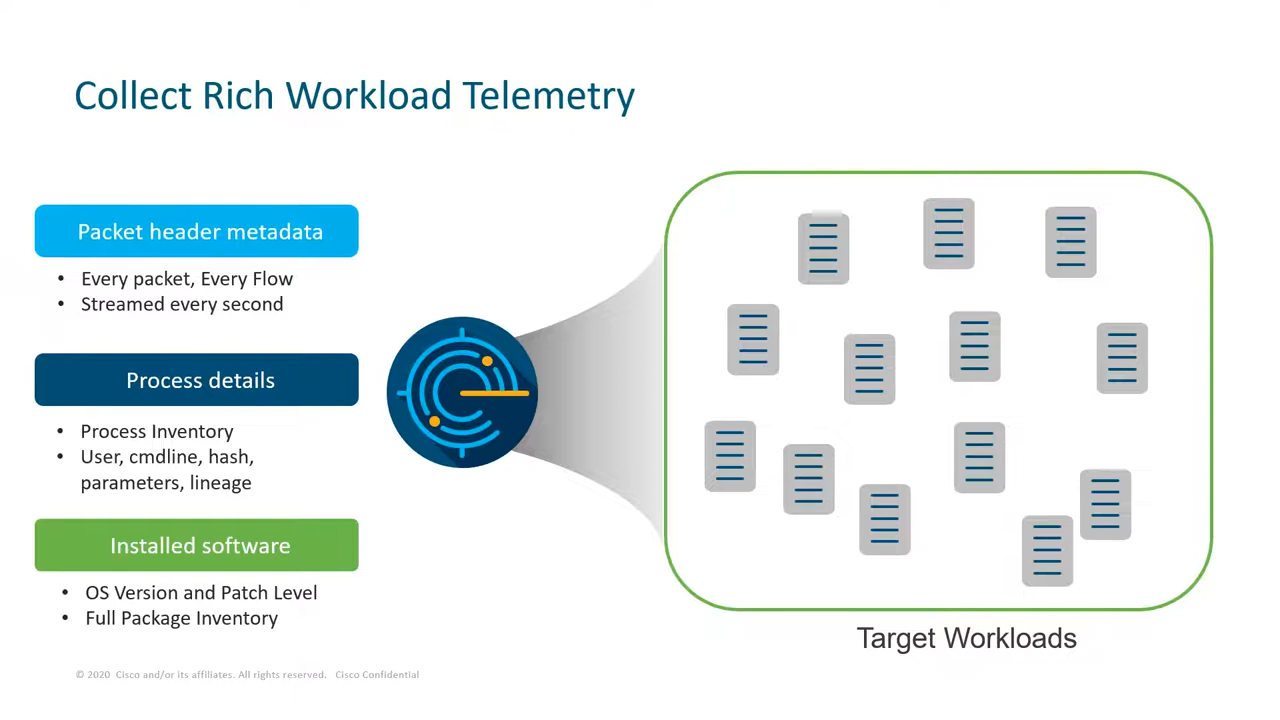 Collect Rich Workload Telemetry
Packet header metadata
• Every packet, Every Flow
• Streamed every second
Process details
• Process Inventory
• User, cmdline, hash,
parameters, lineage
Installed software
• OS Version and Patch Level
• Full Package Inventory
Target Workloads
© 2020 Cisco and/or its affiliates. All rights reserved. Cisco Confidential